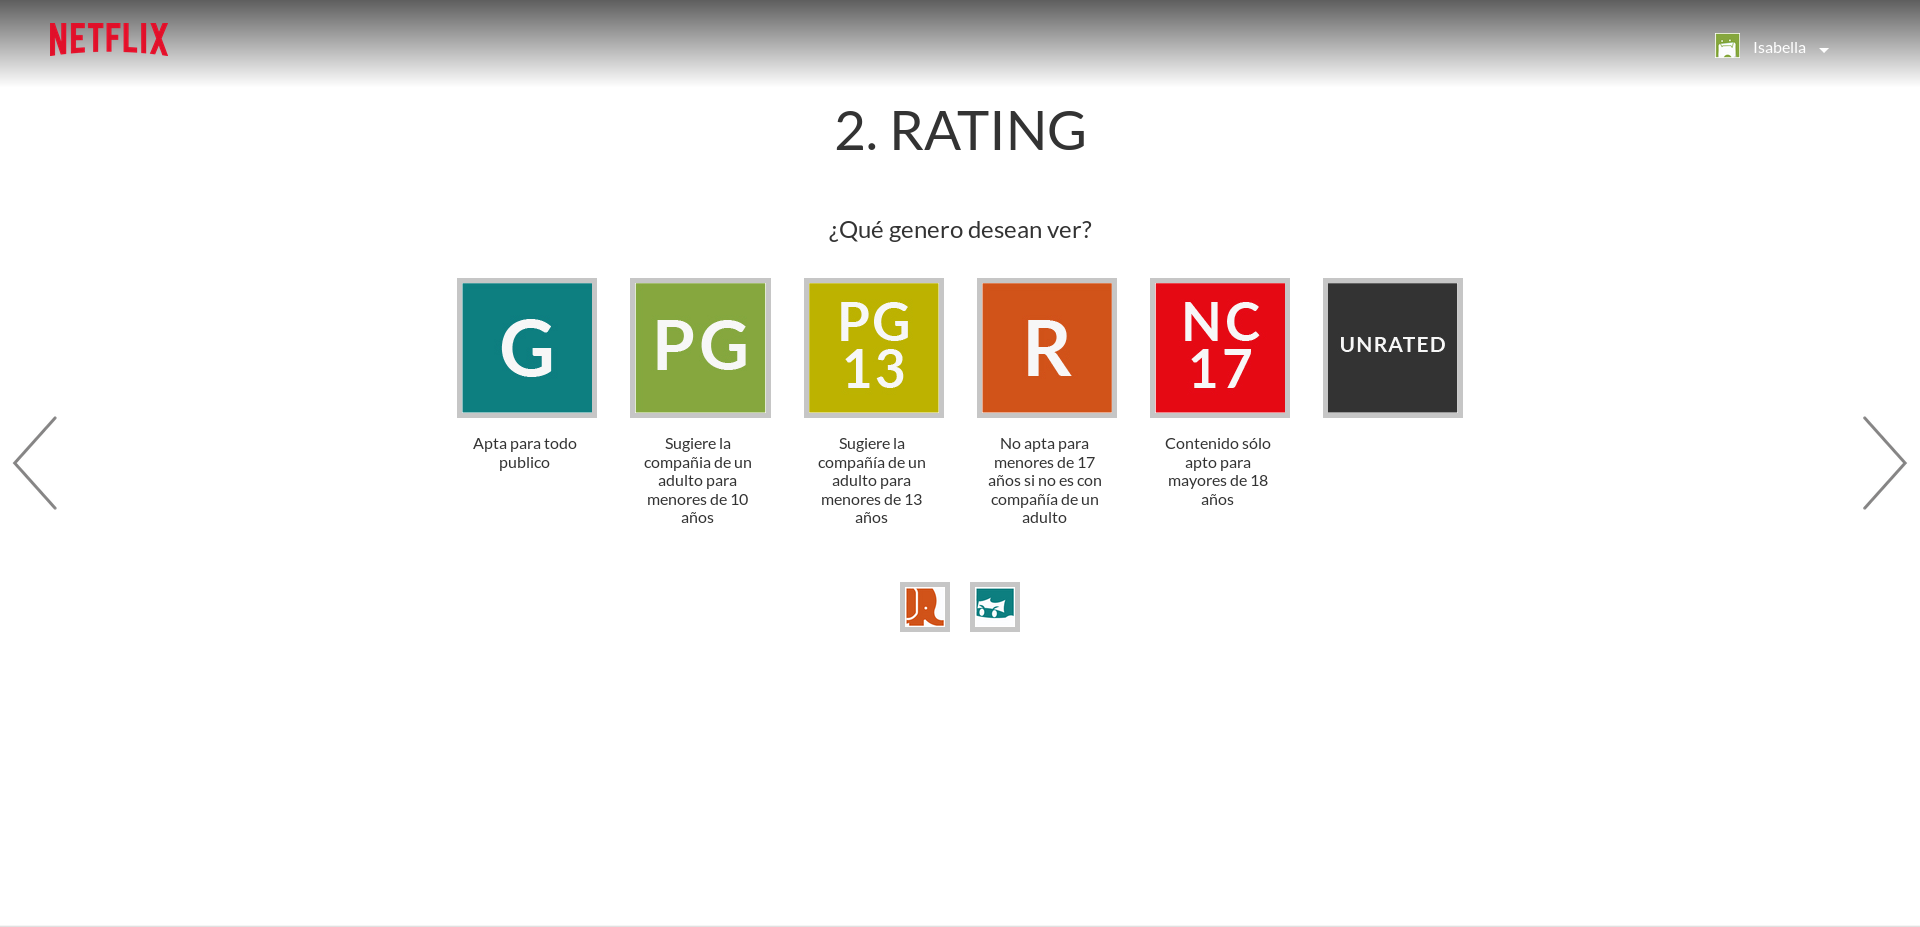 NETFLIX
Isabella
2. RATING
¿Qué genero desean ver?
G
PG
PG
13
R
NC
17
UNRATED
Apta para todo
publico
Sugiere la
compañia de un
adulto para
menores de 10
años
Sugiere la
compañía de un
adulto para
menores de 13
años
No apta para
menores de 17
años si no es con
compañía de un
adulto
Contenido sólo
apto para
mayores de 18
años